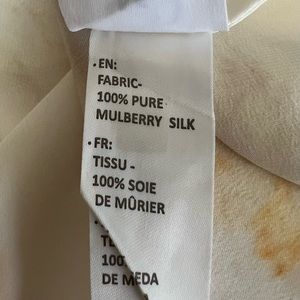 • EN:
FABRIC-
100% PURE
MULBERRY SILK
• FR:
TISSU -
100% SOIE
DE MÛRIER
100
DE MEDA